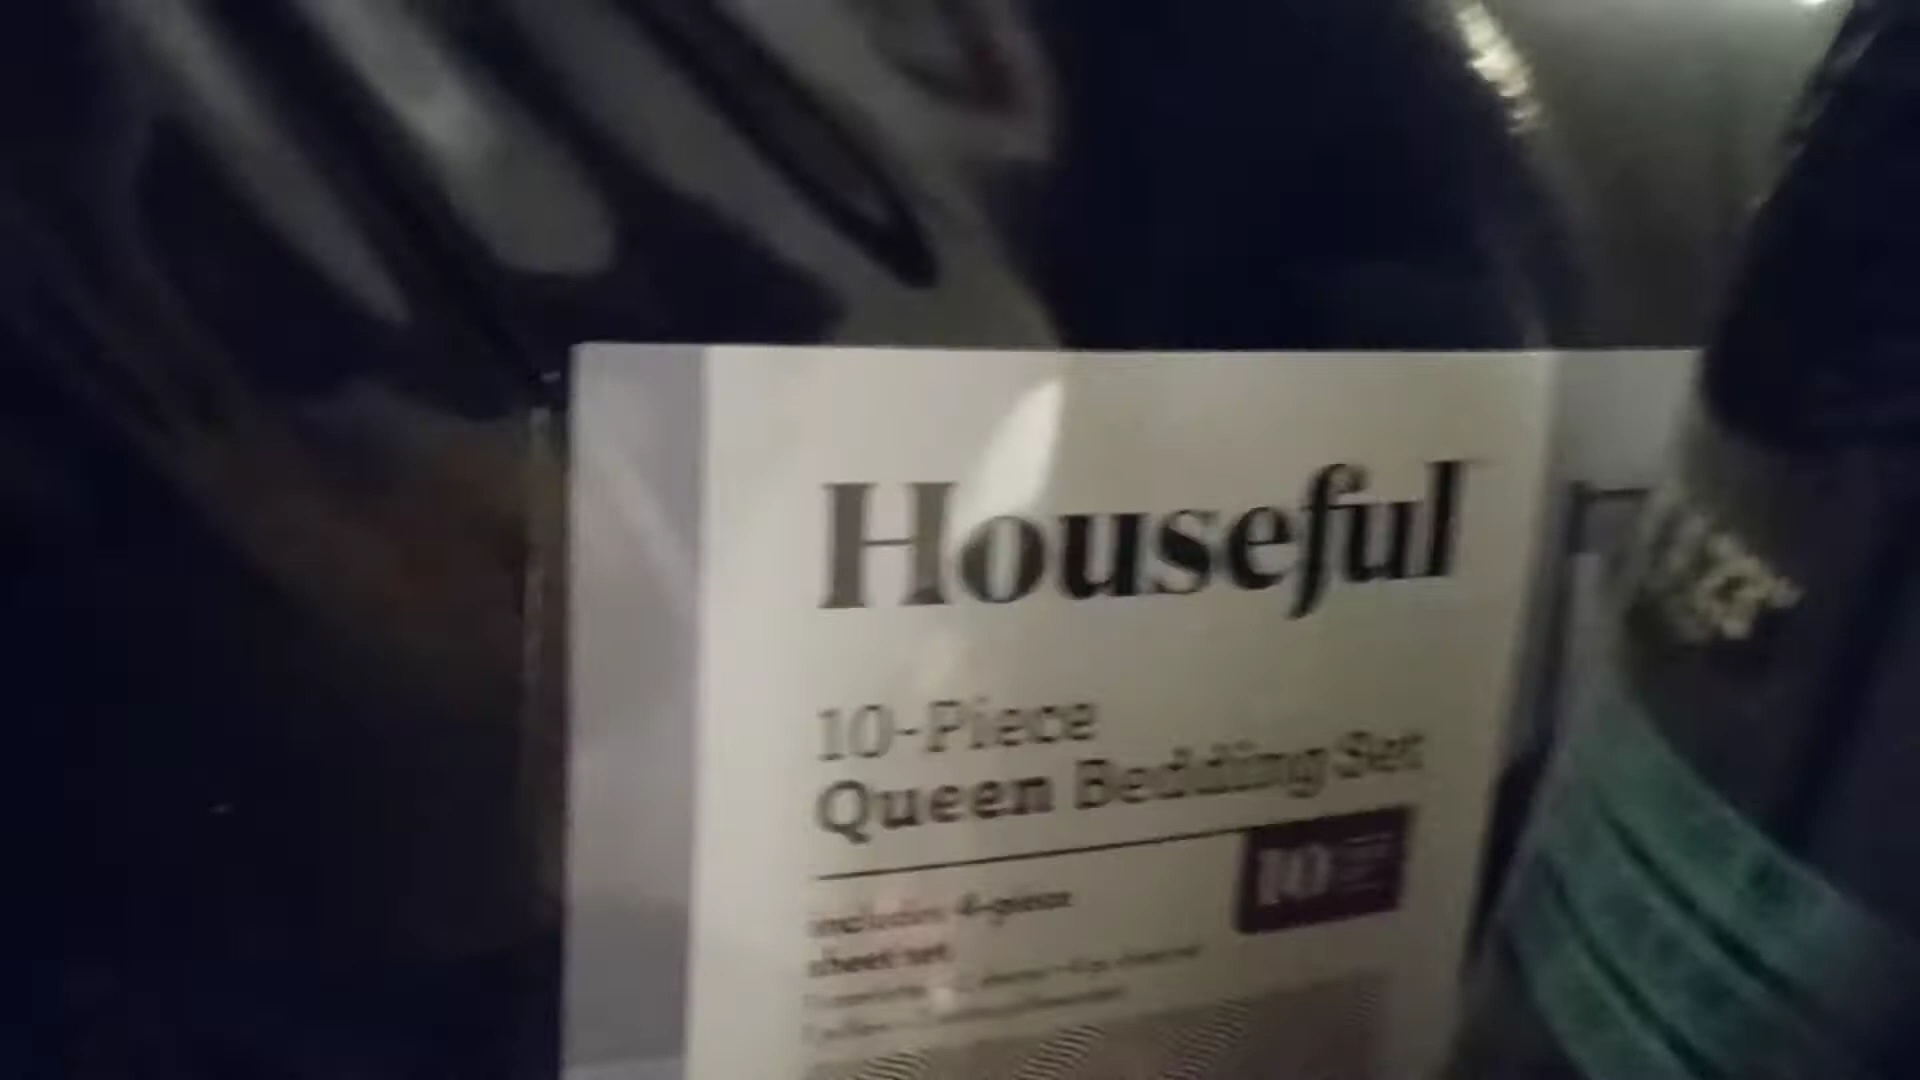 Houseful
10-Piece
Queen Bedding Set
10
includes 4-piece
sheet set